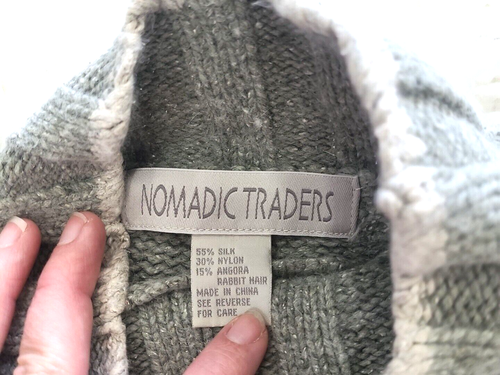 NOMADIC TRADERS
55% SILK
30% NYLON
15% ANGORA
RABBIT HAIR
MADE IN CHINA
SEE REVERSE
FOR CARE